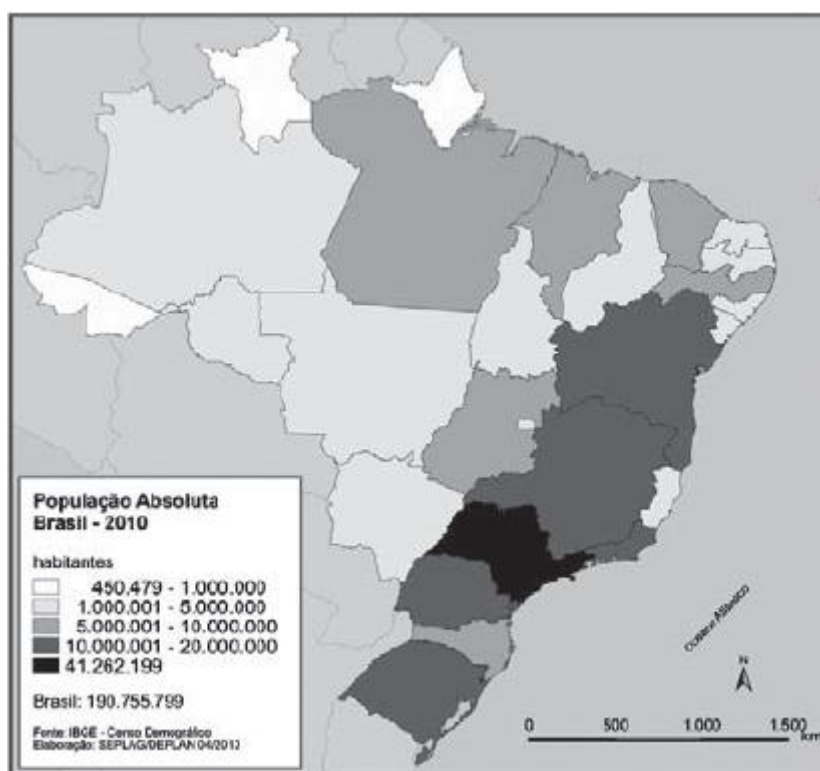 População Absoluta
Brasil - 2010
habitantes
450.479 - 1.000.000
1.000.001 - 5.000.000
5.000.001 - 10.000.000
10.000.001 - 20.000.000
41.262.199
Brasil: 190.755.799
Fonte: IBGE - Censo Demográfico
Elaboração: SEPLAG/DEPLAN 04/2013
Oceano Atlântico
N
0 500 1.000 1.500
km